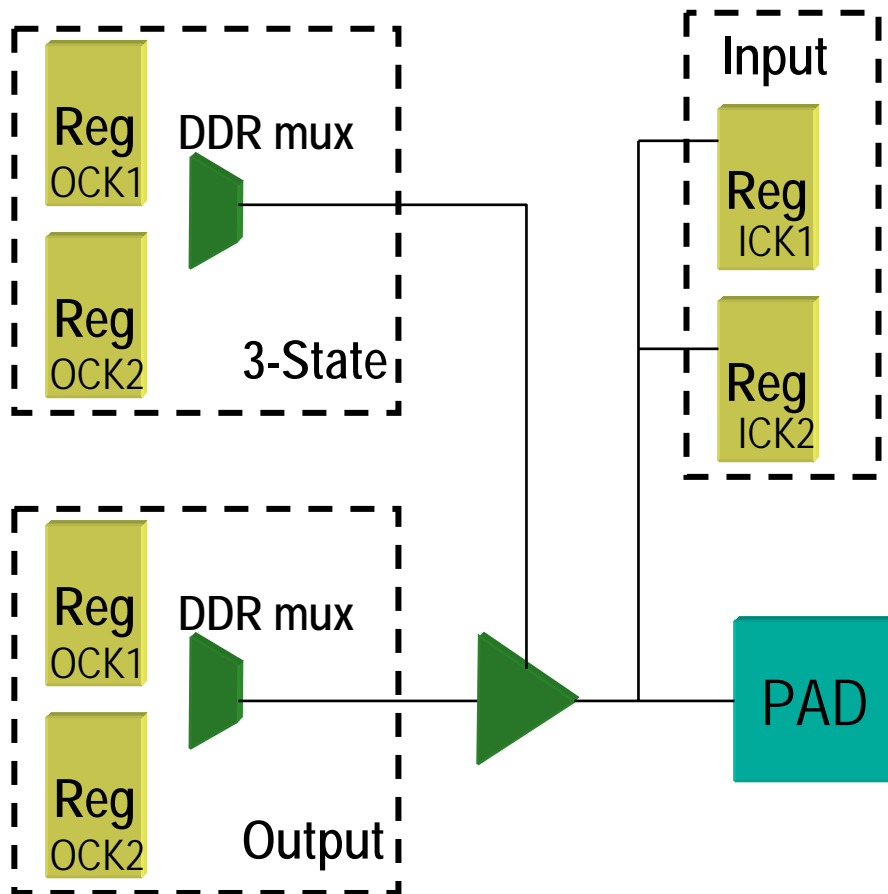 Reg
OCK1
DDR mux
Reg
OCK2
3-State
Input
Reg
ICK1
Reg
ICK2
Reg
OCK1
DDR mux
Reg
OCK2
Output
PAD